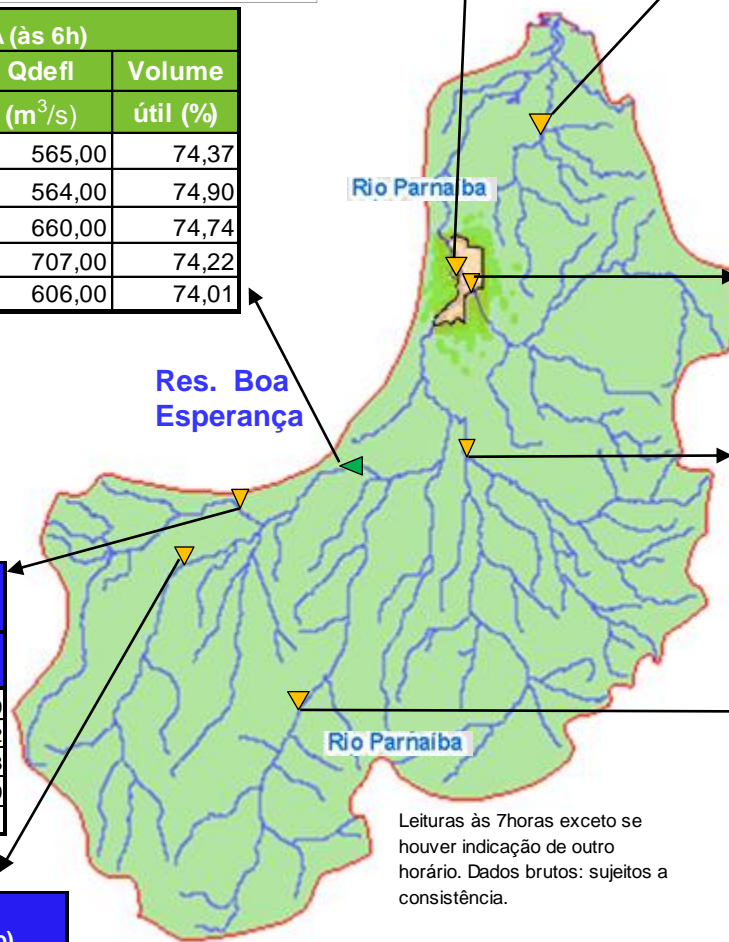 A (às 6h)
Qdefl Volume
(m³/s) útil (%)
565,00 74,37
564,00 74,90
660,00 74,74
707,00 74,22
606,00 74,01
Rio Parnaíba
Res. Boa
Esperança
Rio Parnaíba
Leituras às 7horas exceto se
houver indicação de outro
horário. Dados brutos: sujeitos a
consistência.